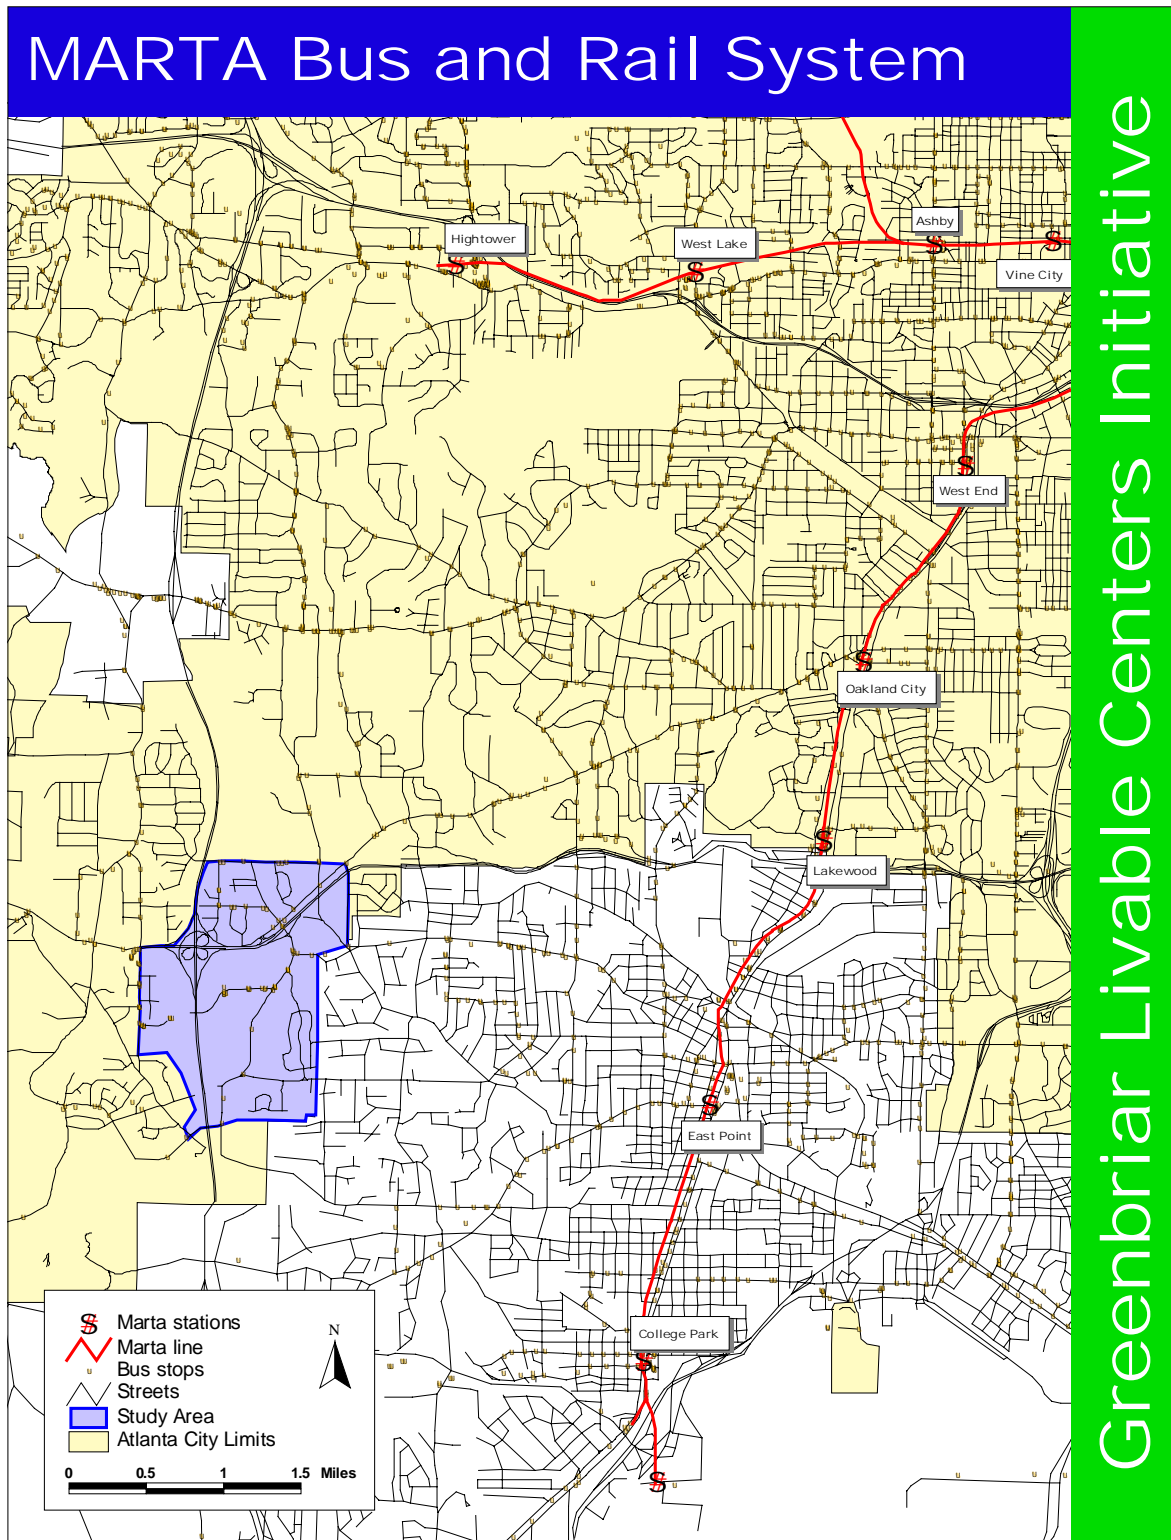 MARTA Bus and Rail System
Greenbriar Livable Centers Initiative
Hightower
West Lake
Ashby
Vine City
West End
Oakland City
Lakewood
East Point
College Park
Marta stations
Marta line
u Bus stops
Streets
Study Area
Atlanta City Limits
N
0 0.5 1 1.5 Miles